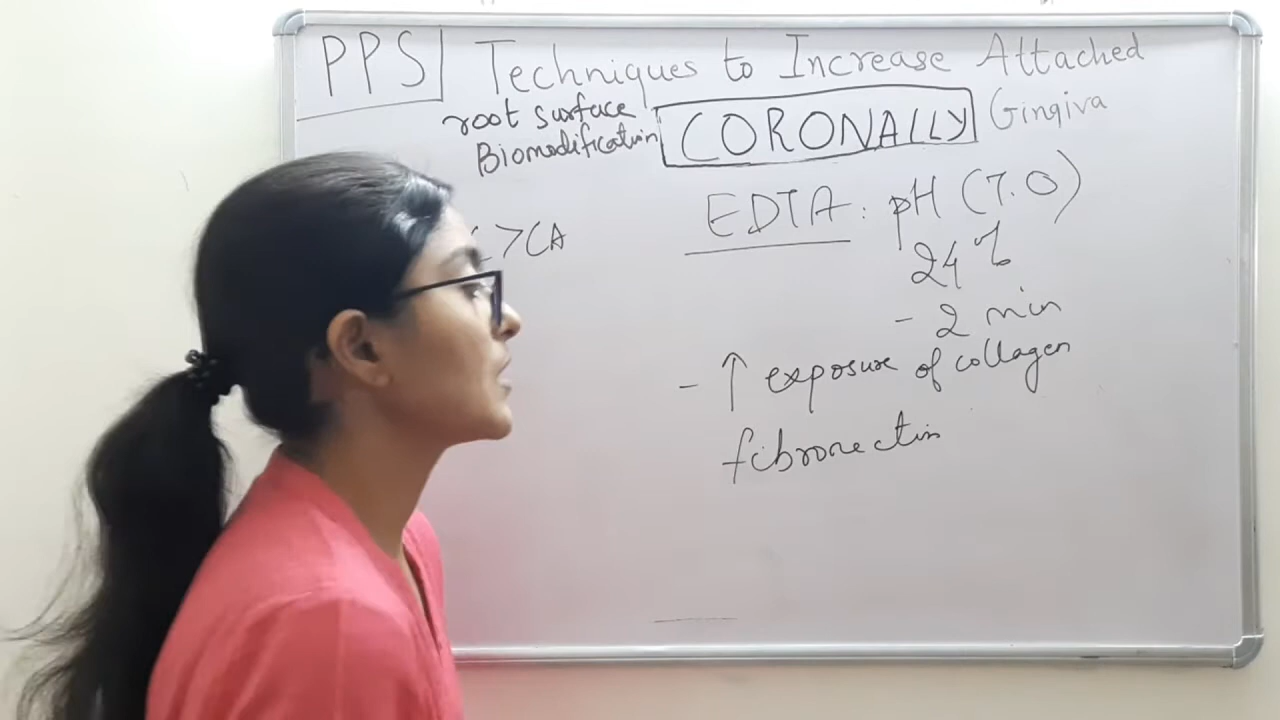 PPS Techniques to Increase Attached
root surface CORONALLY Gingiva
Biomodification
EDTA: pH (7.0)
>CA
24%
- 2 min
- ↑ exposure of collagen
fibronectin